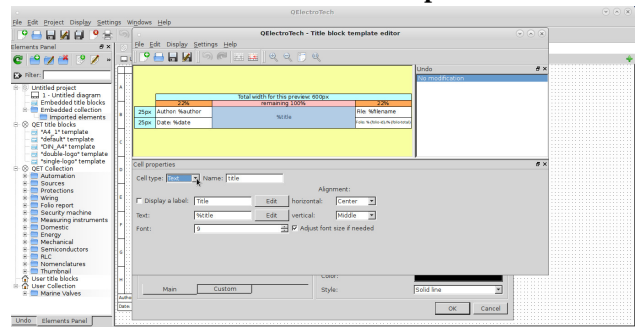 QElectroTech
File Edit Project Display Settings Windows Help
QElectroTech - Title block template editor
File Edit Display Settings Help
Elements Panel
Filter:
Untitled project
1 - Untitled diagram
Embedded title blocks
Embedded collection
Imported elements
QET title blocks
"A4_1" template
"default" template
"DIN_A4" template
"double-logo" template
"single-logo" template
QET Collection
Automation
Sources
Protections
Wiring
Folio report
Security machine
Measuring instruments
Domestic
Energy
Mechanical
Semiconductors
RLC
Nomenclatures
Thumbnail
User title blocks
User Collection
Marine Valves
Undo Elements Panel
Total width for this preview: 600px
22% remaining 100% 22%
25px Author: %author %title File: %filename
25px Date: %date
Undo
No modification
Cell properties
Cell type: Text Name: title
Alignment:
Display a label: Title Edit horizontal: Center
Text: %title Edit vertical: Middle
Font: 9 Adjust font size if needed
Color:
Main Custom Style: Solid line
OK Cancel
Date: